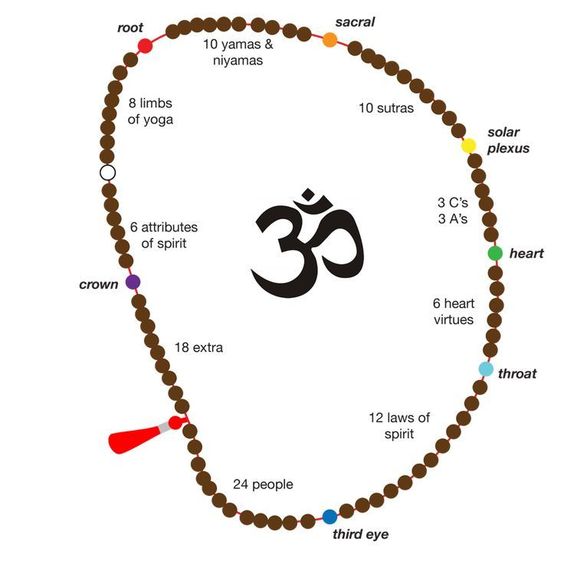 root
sacral
10 yamas &
niyamas
8 limbs
of yoga
10 sutras
solar
plexus
3 C’s
3 A’s
6 attributes
of spirit
ॐ
heart
crown
6 heart
virtues
18 extra
throat
12 laws of
spirit
24 people
third eye